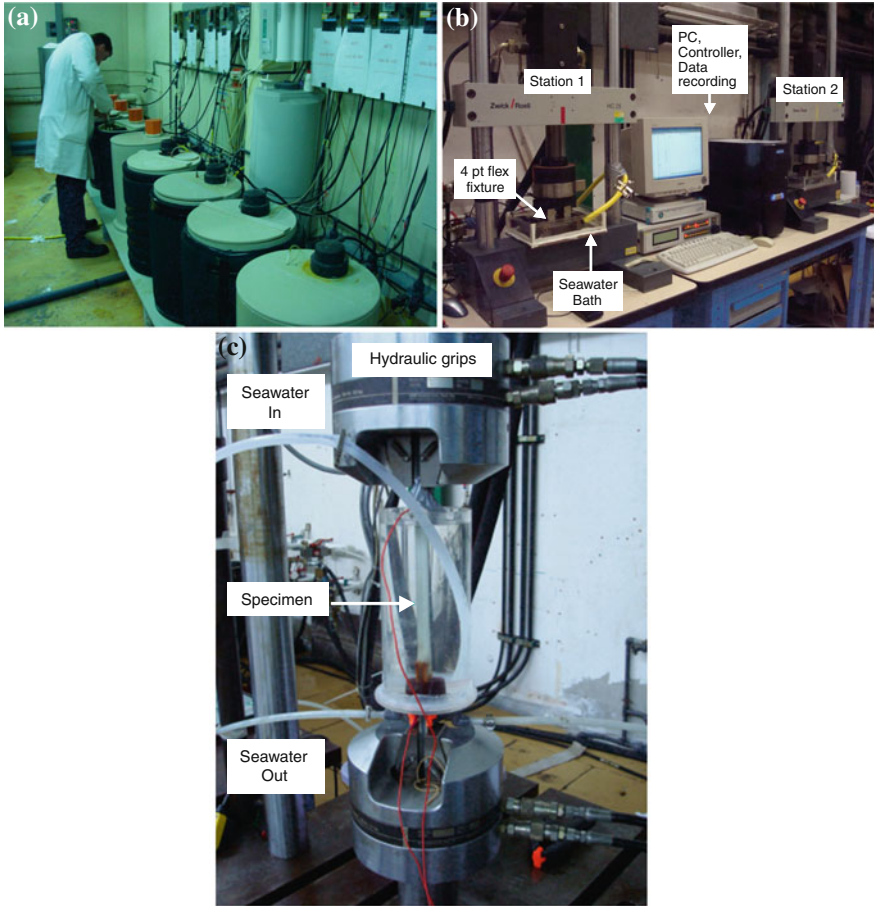 (a)
(b)
PC,
Controller,
Data
recording
Station 1
Station 2
Zwick / Roell
4 pt flex
fixture
Seawater
Bath
(c)
Hydraulic grips
Seawater
In
Specimen
Seawater
Out